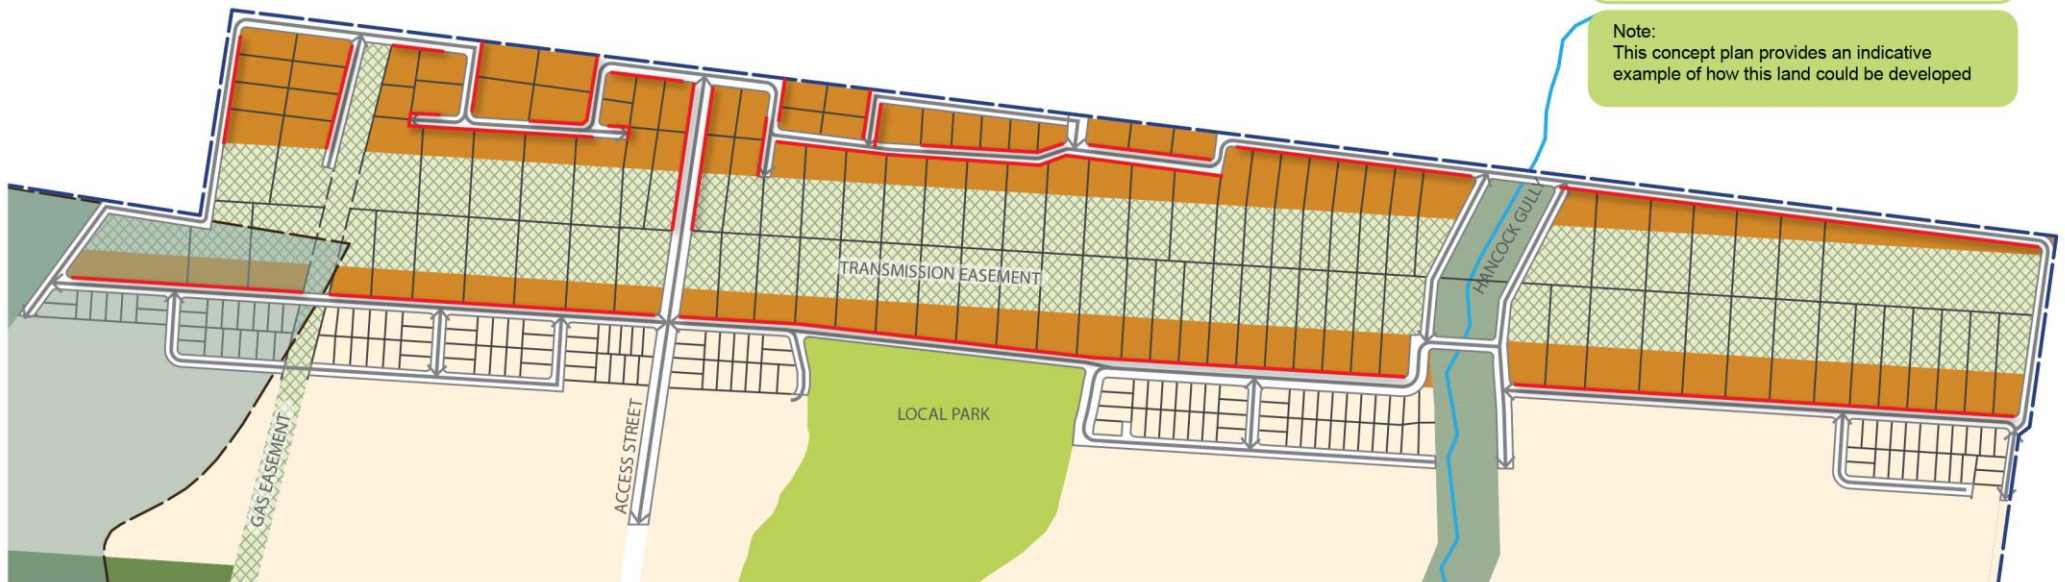 Note:
This concept plan provides an indicative
example of how this land could be developed
HANCOCK GULLY
TRANSMISSION EASEMENT
LOCAL PARK
ACCESS STREET
GAS EASEMENT